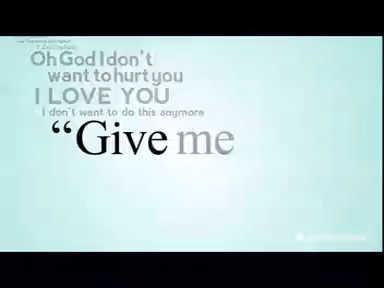 Oh God I don't
want to hurt you
I LOVE YOU
I don't want to do this anymore
“Give me